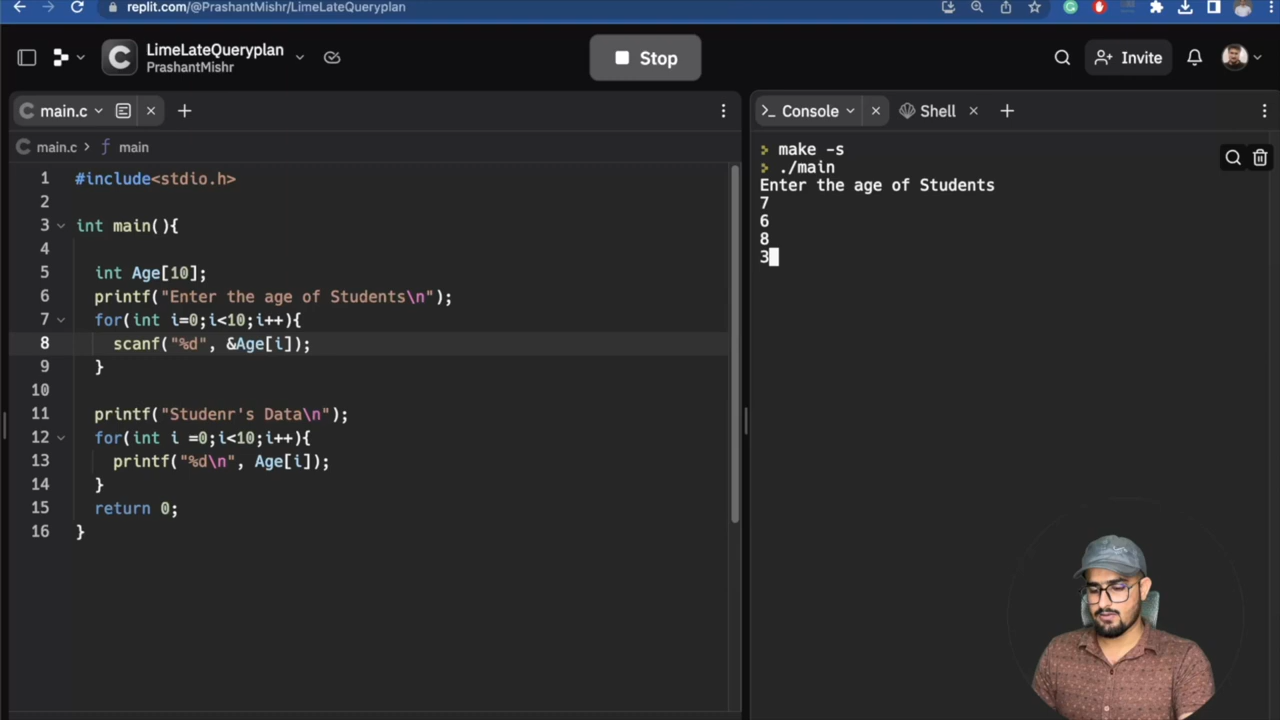 replit.com/@PrashantMishr/LimeLateQueryplan
LimeLateQueryplan
PrashantMishr
Stop
Invite
main.c
Console
Shell
main.c > f main
1 #include<stdio.h>
2
3 int main(){
4
5 int Age[10];
6 printf("Enter the age of Students\n");
7 for(int i=0;i<10;i++){
8 scanf("%d", &Age[i]);
9 }
10
11 printf("Studenr's Data\n");
12 for(int i =0;i<10;i++){
13 printf("%d\n", Age[i]);
14 }
15 return 0;
16 }
> make -s
> ./main
Enter the age of Students
7
6
8
3